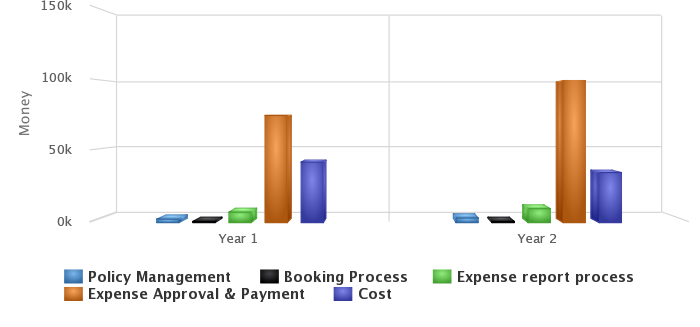 150k
100k
50k
0k
Money
Year 1
Year 2
Policy Management
Booking Process
Expense report process
Expense Approval & Payment
Cost